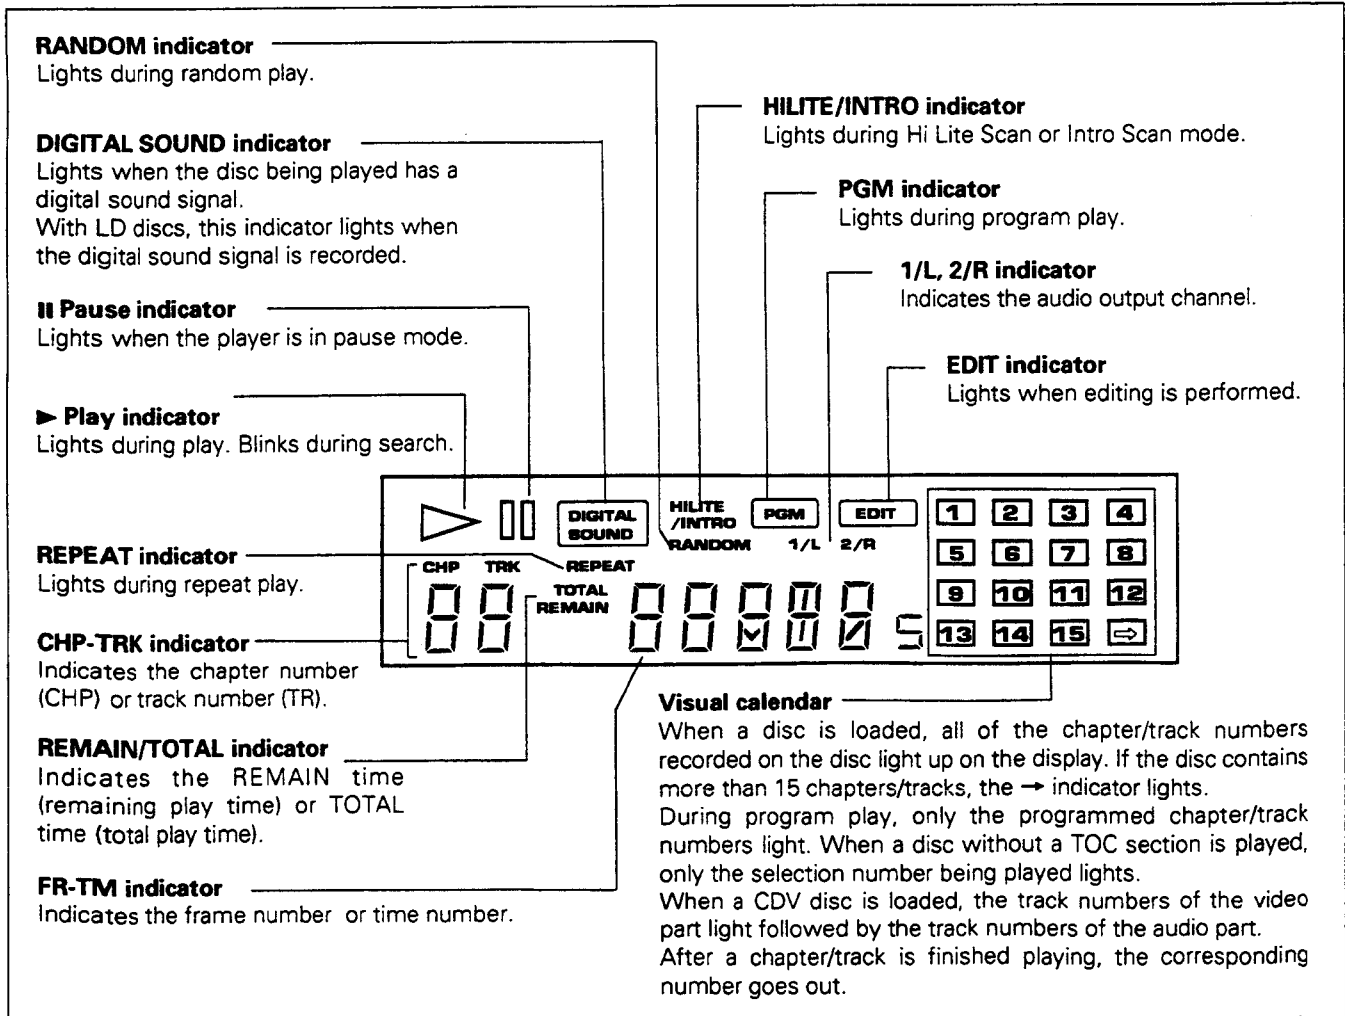 RANDOM indicator
Lights during random play.
DIGITAL SOUND indicator
Lights when the disc being played has a
digital sound signal.
With LD discs, this indicator lights when
the digital sound signal is recorded.
II Pause indicator
Lights when the player is in pause mode.
► Play indicator
Lights during play. Blinks during search.
HILITE/INTRO indicator
Lights during Hi Lite Scan or Intro Scan mode.
PGM indicator
Lights during program play.
1/L, 2/R indicator
Indicates the audio output channel.
EDIT indicator
Lights when editing is performed.
DIGITAL
SOUND
HILITE
/INTRO
PGM
EDIT
RANDOM 1/L 2/R
CHP TRK REPEAT
TOTAL
REMAIN
S
1 2 3 4
5 6 7 8
9 10 11 12
13 14 15 ⇨
REPEAT indicator
Lights during repeat play.
CHP-TRK indicator
Indicates the chapter number
(CHP) or track number (TR).
REMAIN/TOTAL indicator
Indicates the REMAIN time
(remaining play time) or TOTAL
time (total play time).
FR-TM indicator
Indicates the frame number or time number.
Visual calendar
When a disc is loaded, all of the chapter/track numbers
recorded on the disc light up on the display. If the disc contains
more than 15 chapters/tracks, the → indicator lights.
During program play, only the programmed chapter/track
numbers light. When a disc without a TOC section is played,
only the selection number being played lights.
When a CDV disc is loaded, the track numbers of the video
part light followed by the track numbers of the audio part.
After a chapter/track is finished playing, the corresponding
number goes out.